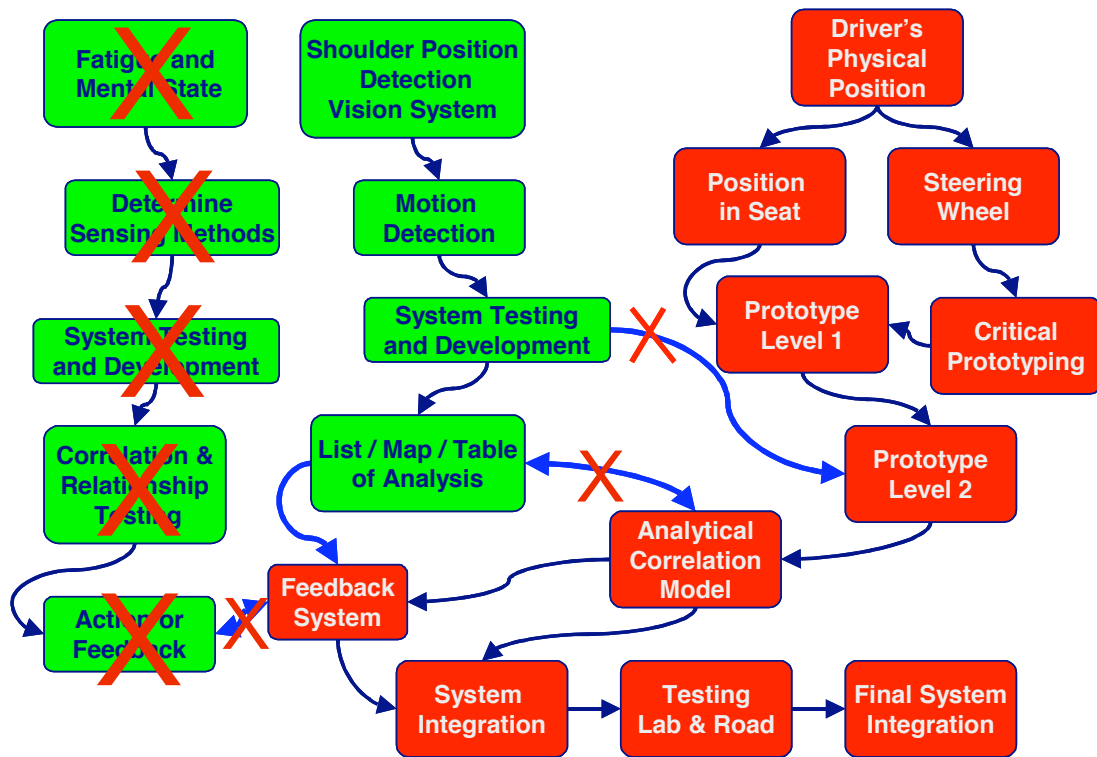 Fatigue and
Mental State
Shoulder Position
Detection
Vision System
Driver's
Physical
Position
Determine
Sensing Methods
Motion
Detection
Position
in Seat
Steering
Wheel
System Testing
and Development
System Testing
and Development
Prototype
Level 1
Critical
Prototyping
Correlation &
Relationship
Testing
List / Map / Table
of Analysis
Prototype
Level 2
Analytical
Correlation
Model
Action or
Feedback
Feedback
System
System
Integration
Testing
Lab & Road
Final System
Integration